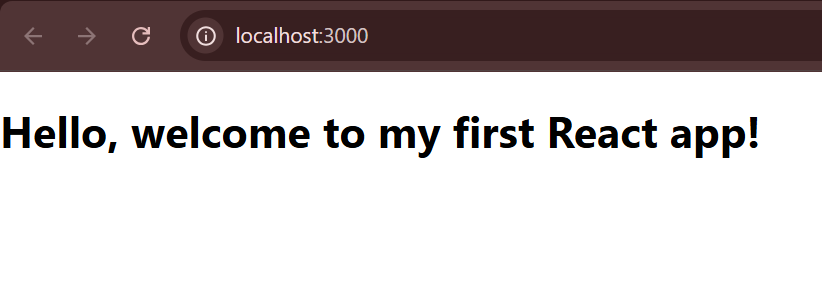 localhost:3000
Hello, welcome to my first React app!